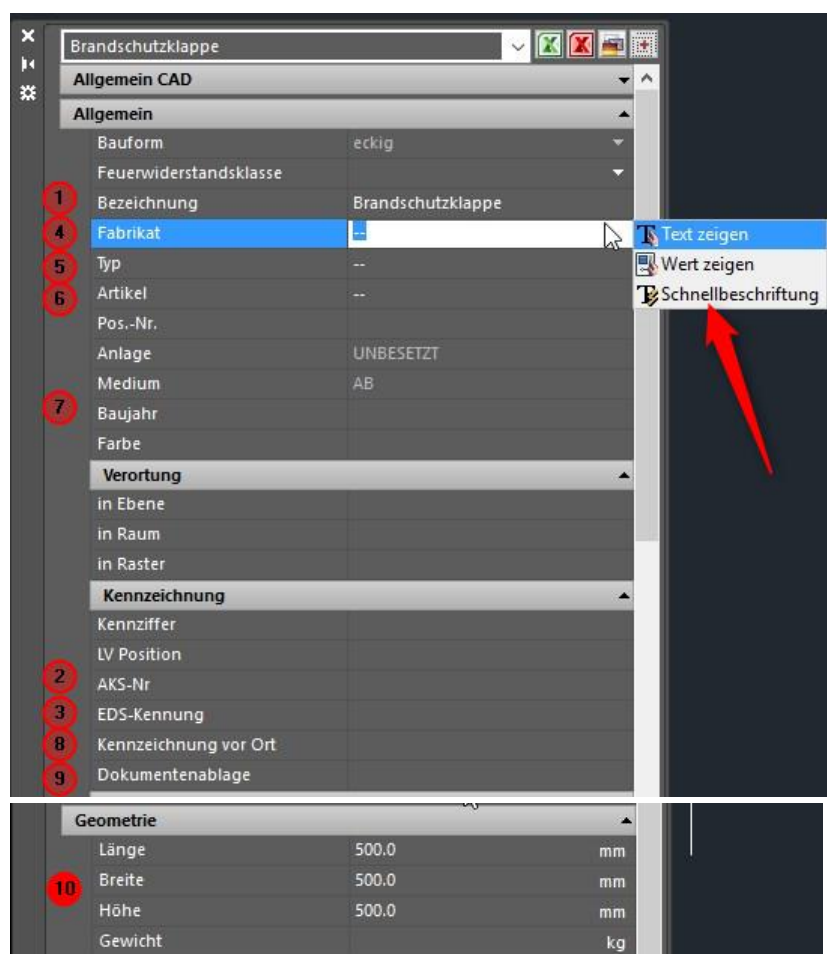 Brandschutzklappe
Allgemein CAD
Allgemein
Bauform eckig
Feuerwiderstandsklasse
1 Bezeichnung Brandschutzklappe
4 Fabrikat -- Text zeigen
5 Typ -- Wert zeigen
6 Artikel -- Schnellbeschriftung
Pos.-Nr.
Anlage UNBESETZT
Medium AB
7 Baujahr
Farbe
Verortung
in Ebene
in Raum
in Raster
Kennzeichnung
Kennziffer
LV Position
2 AKS-Nr
3 EDS-Kennung
8 Kennzeichnung vor Ort
9 Dokumentenablage
Geometrie
Länge 500.0 mm
10 Breite 500.0 mm
Höhe 500.0 mm
Gewicht kg